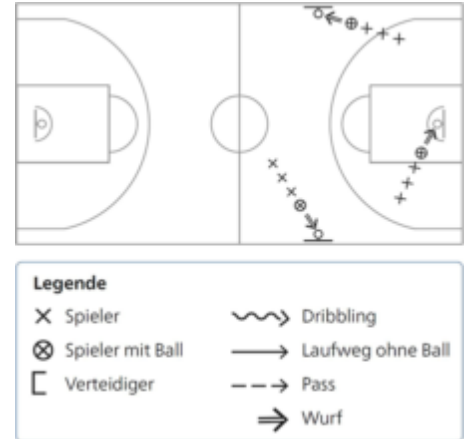 Legende
Spieler
Dribbling
Spieler mit Ball
Laufweg ohne Ball
Verteidiger
Pass
Wurf